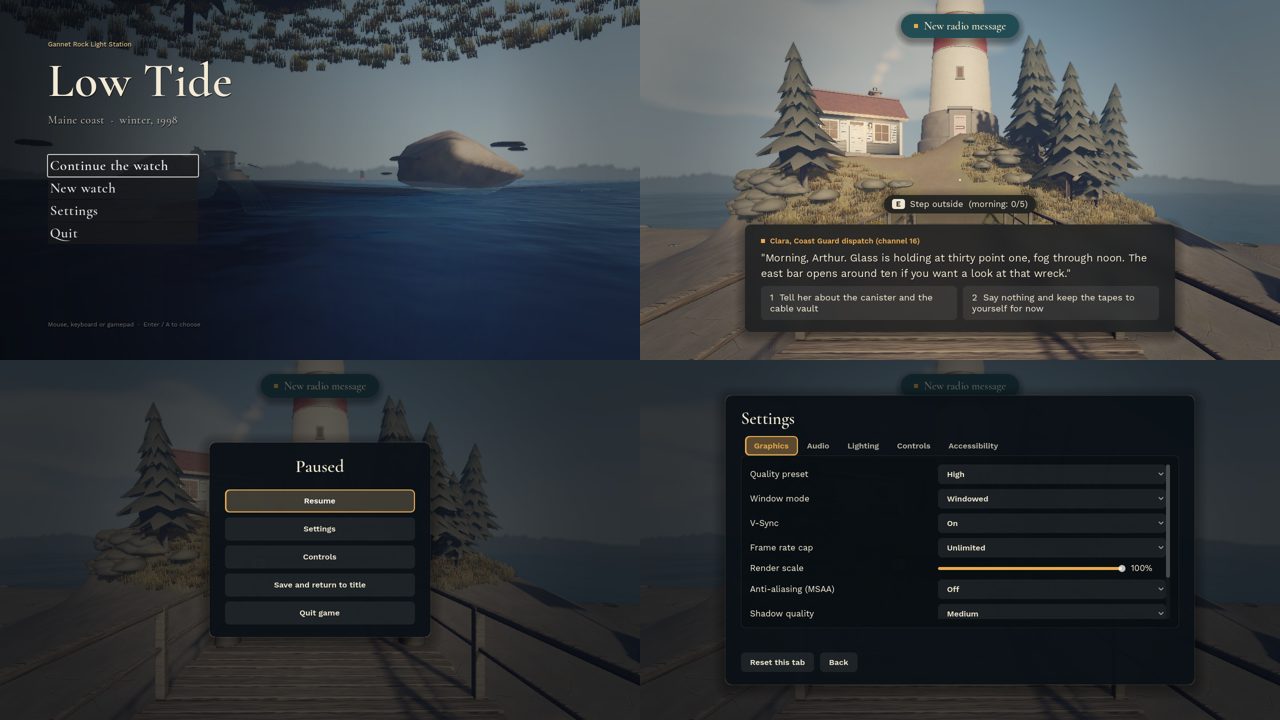 Gannet Rock Light Station
Low Tide
Maine coast - winter, 1998
Continue the watch
New watch
Settings
Quit
Mouse, keyboard or gamepad - Enter / A to choose
New radio message
E Step outside (morning: 0/5)
Clara, Coast Guard dispatch (channel 16)
"Morning, Arthur. Glass is holding at thirty point one, fog through noon. The
east bar opens around ten if you want a look at that wreck."
1 Tell her about the canister and the
cable vault
2 Say nothing and keep the tapes to
yourself for now
New radio message
Paused
Resume
Settings
Controls
Save and return to title
Quit game
New radio message
Settings
Graphics Audio Lighting Controls Accessibility
Quality preset High
Window mode Windowed
V-Sync On
Frame rate cap Unlimited
Render scale 100%
Anti-aliasing (MSAA) Off
Shadow quality Medium
Reset this tab Back